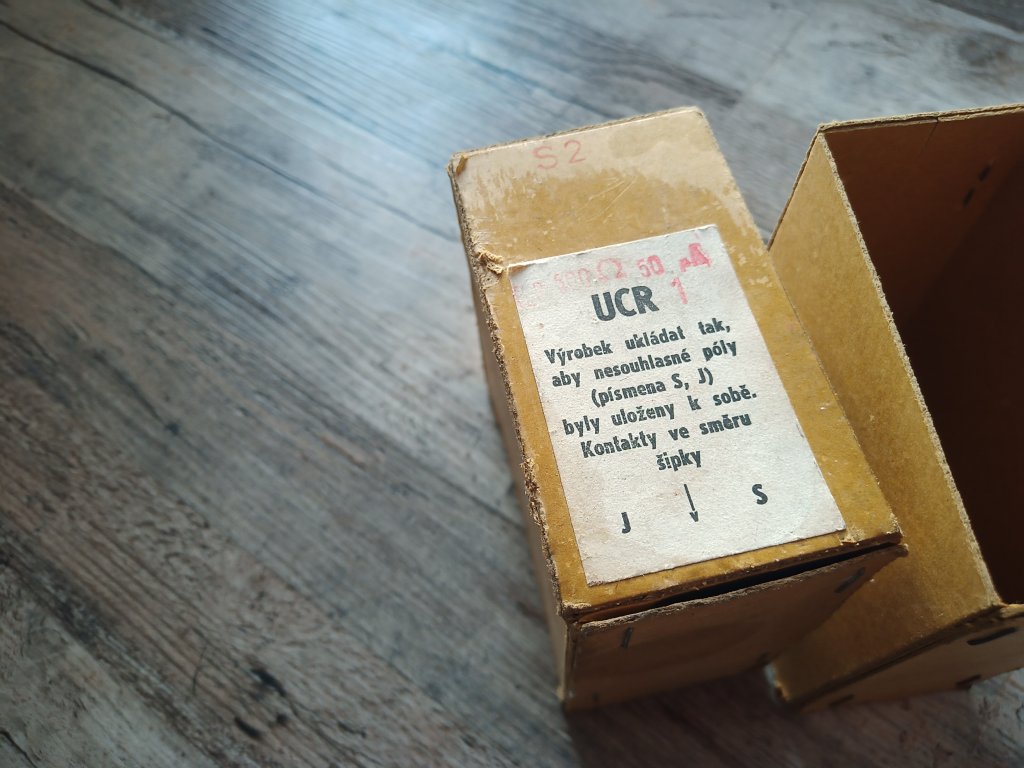 S2
100 Ω 50 μA
UCR 1
Výrobek ukládat tak,
aby nesouhlasné póly
(písmena S, J)
byly uloženy k sobě.
Kontakty ve směru
šipky
J S